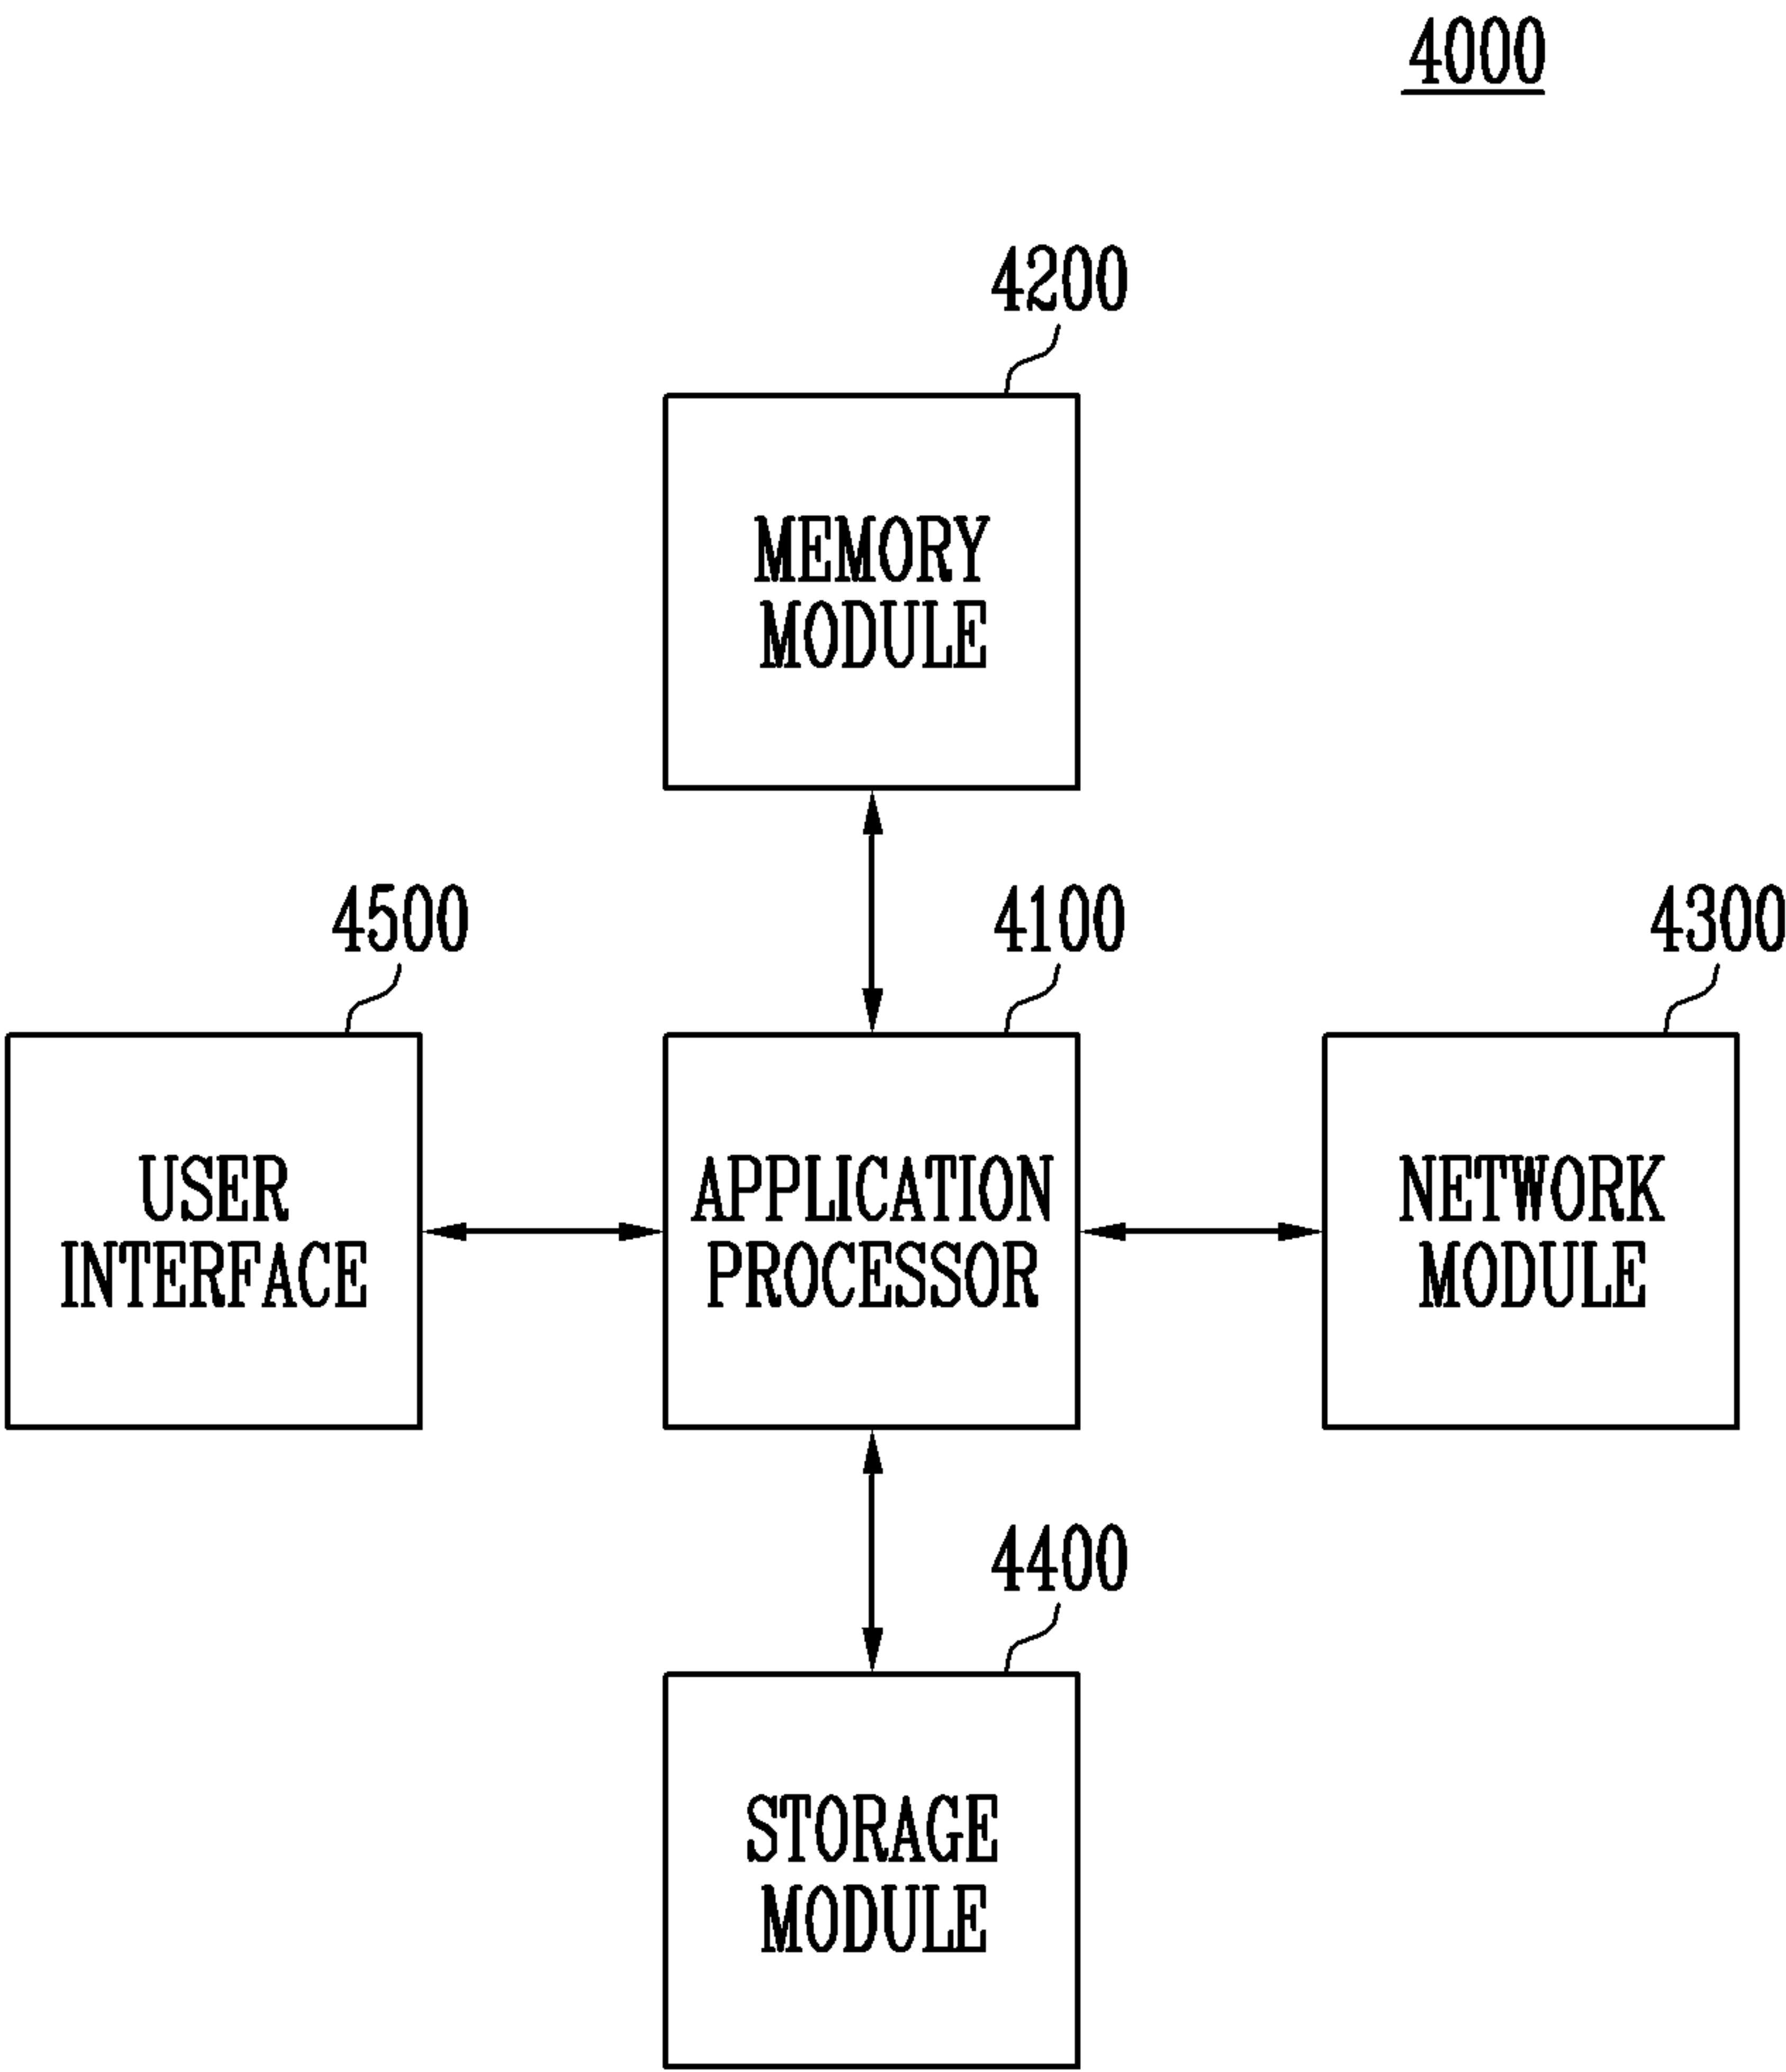 4000
4200
MEMORY
MODULE
4500
4100
4300
USER
INTERFACE
APPLICATION
PROCESSOR
NETWORK
MODULE
4400
STORAGE
MODULE